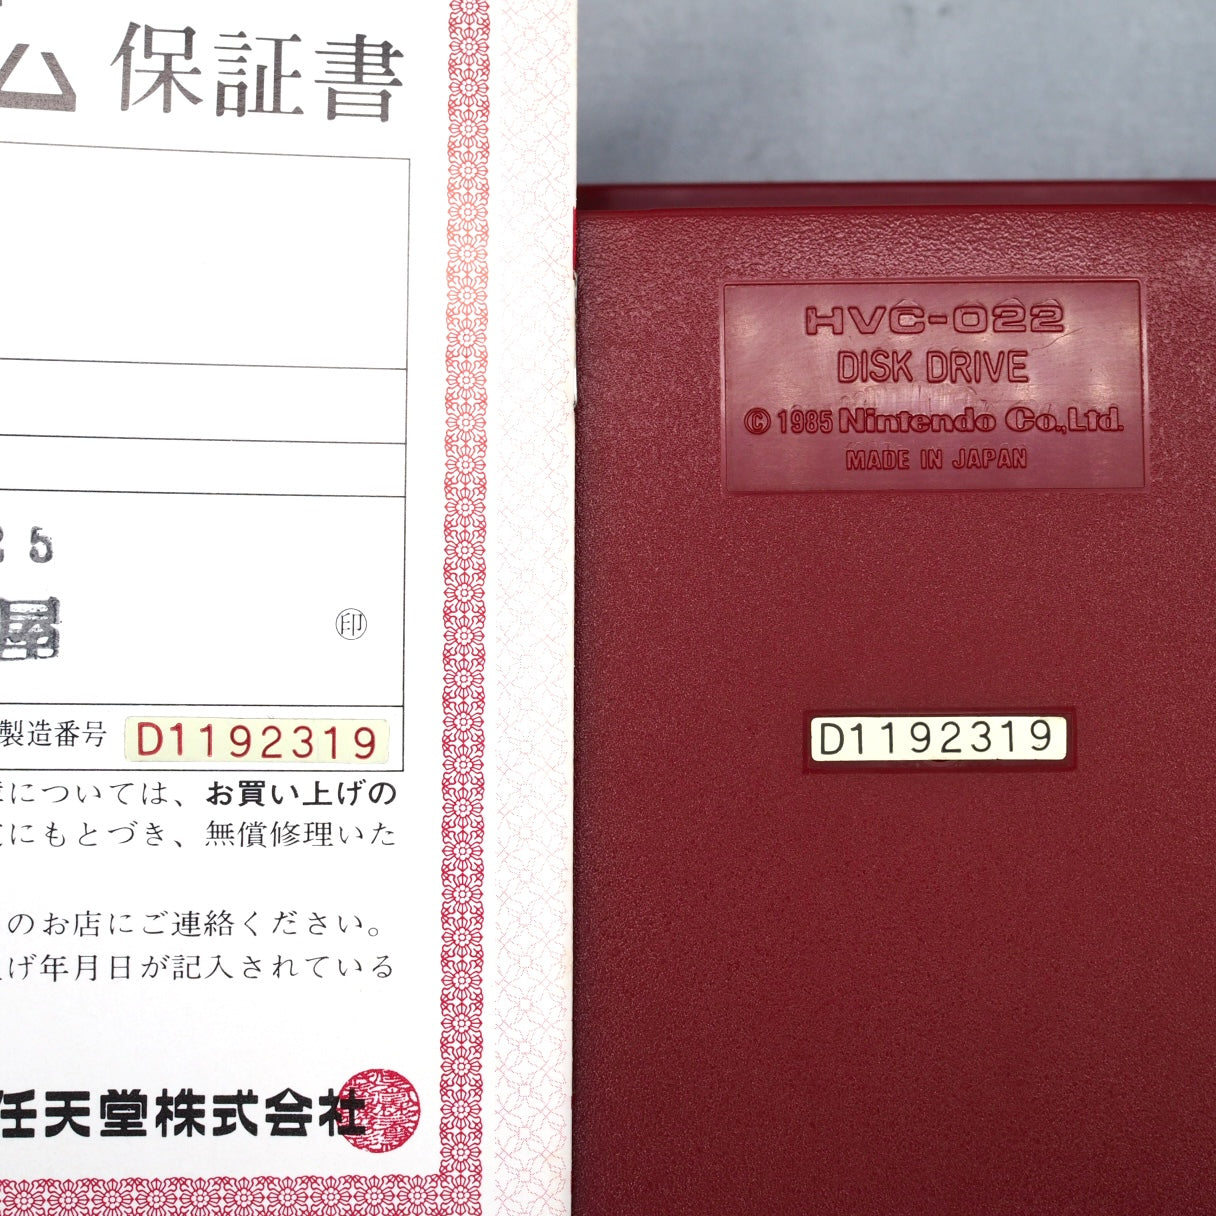 ム 保証書
5
屋
印
製造番号 D1192319
については、お買い上げの
にもとづき、無償修理いた
のお店にご連絡ください。
げ年月日が記入されている
任天堂株式会社
HVC-022
DISK DRIVE
© 1985 Nintendo Co.,Ltd.
MADE IN JAPAN
D1192319